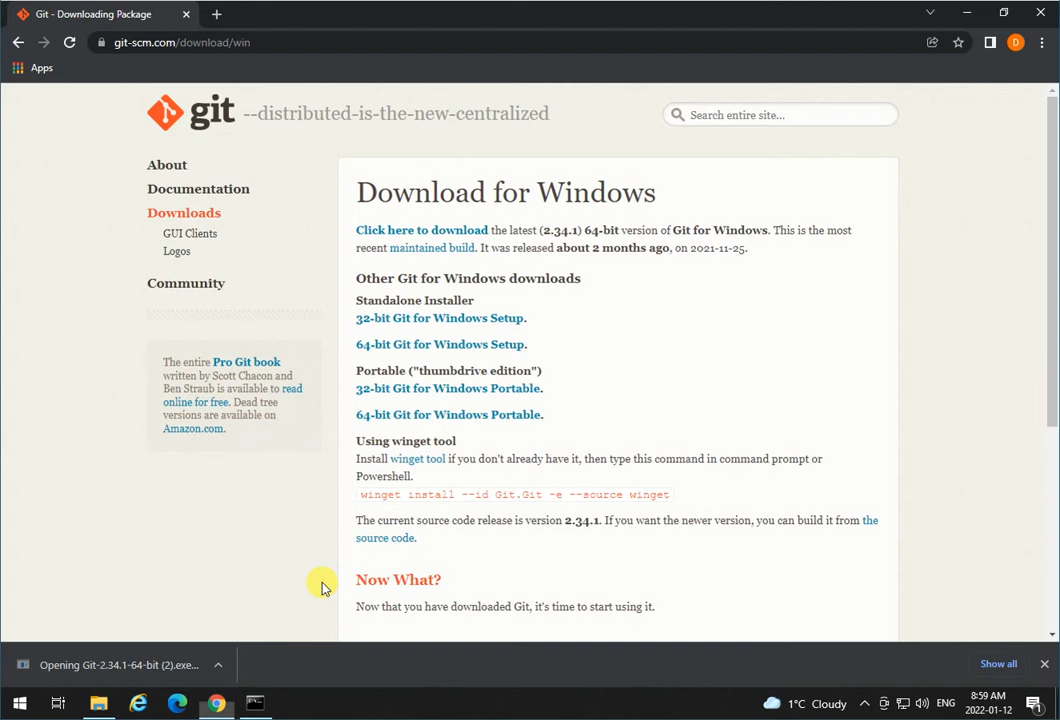 Git - Downloading Package
git-scm.com/download/win
D
Apps
git --distributed-is-the-new-centralized
Search entire site...
About
Documentation
Downloads
GUI Clients
Logos
Community
The entire Pro Git book
written by Scott Chacon and
Ben Straub is available to read
online for free. Dead tree
versions are available on
Amazon.com.
Download for Windows
Click here to download the latest (2.34.1) 64-bit version of Git for Windows. This is the most
recent maintained build. It was released about 2 months ago, on 2021-11-25.
Other Git for Windows downloads
Standalone Installer
32-bit Git for Windows Setup.
64-bit Git for Windows Setup.
Portable ("thumbdrive edition")
32-bit Git for Windows Portable.
64-bit Git for Windows Portable.
Using winget tool
Install winget tool if you don't already have it, then type this command in command prompt or
Powershell.
winget install --id Git.Git -e --source winget
The current source code release is version 2.34.1. If you want the newer version, you can build it from the
source code.
Now What?
Now that you have downloaded Git, it's time to start using it.
Opening Git-2.34.1-64-bit (2).exe...
Show all
1°C Cloudy
ENG
8:59 AM
2022-01-12
1